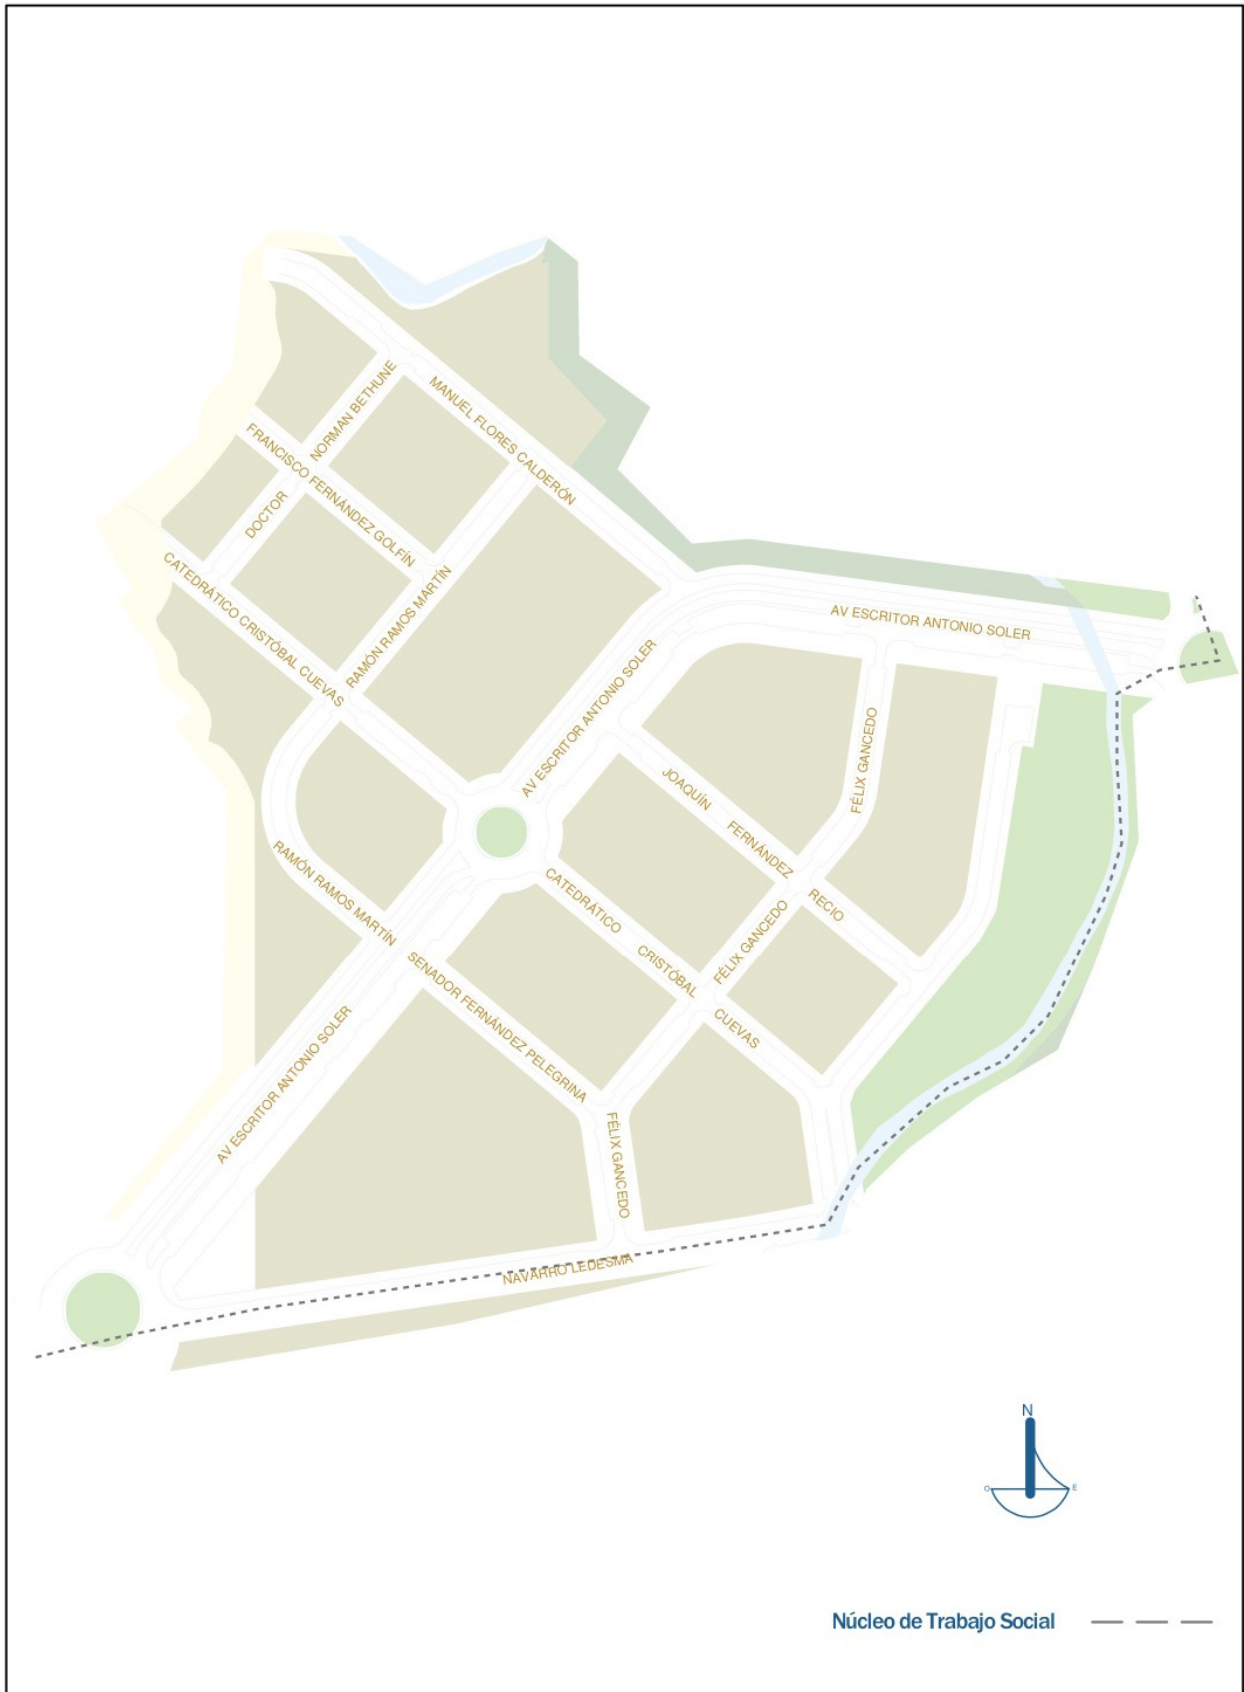 NORMAN BETHUNE
DOCTOR
MANUEL FLORES CALDERÓN
FRANCISCO FERNÁNDEZ GOLFÍN
CATEDRÁTICO CRISTÓBAL CUEVAS
RAMÓN RAMOS MARTÍN
AV ESCRITOR ANTONIO SOLER
AV ESCRITOR ANTONIO SOLER
FÉLIX GANCEDO
JOAQUÍN FERNÁNDEZ RECIO
RAMÓN RAMOS MARTÍN
CATEDRÁTICO CRISTÓBAL CUEVAS
FÉLIX GANCEDO
SENADOR FERNÁNDEZ PELEGRINA
AV ESCRITOR ANTONIO SOLER
FÉLIX GANCEDO
NAVARRO LEDESMA
N
O E
Núcleo de Trabajo Social